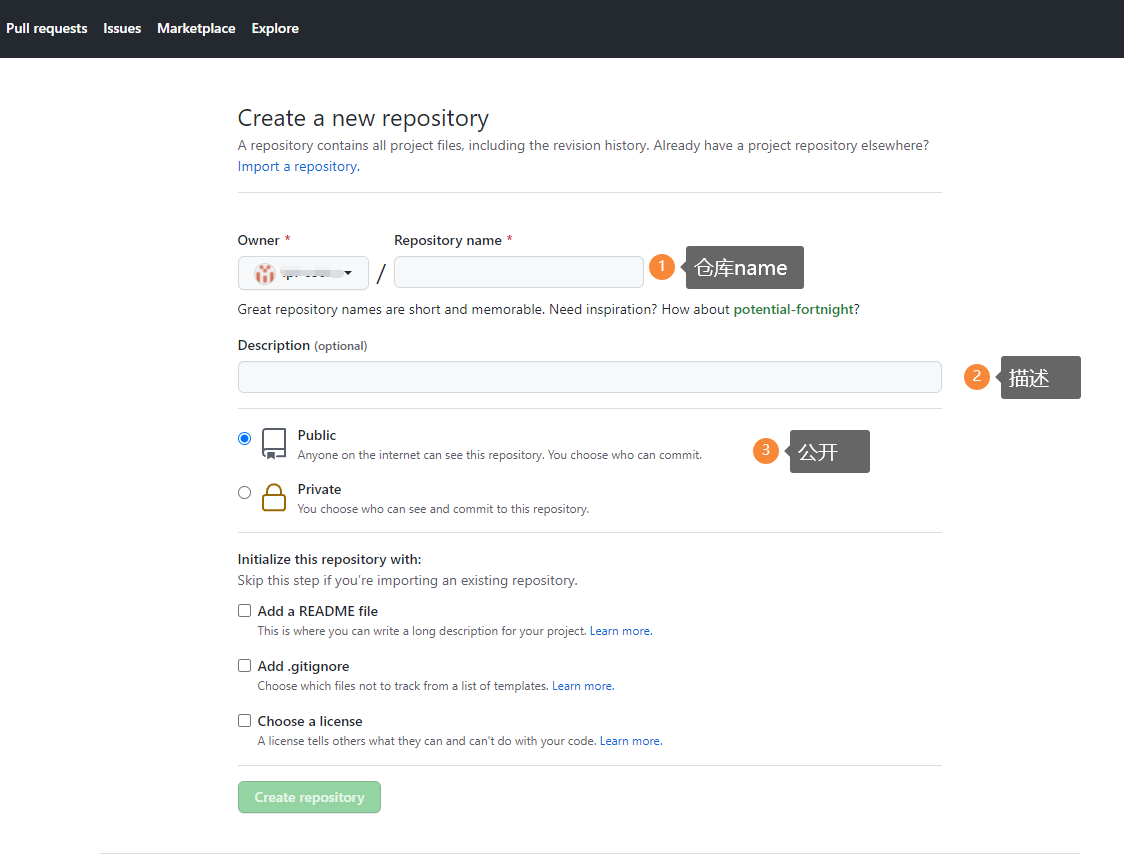 Pull requests Issues Marketplace Explore
Create a new repository
A repository contains all project files, including the revision history. Already have a project repository elsewhere?
Import a repository.
Owner * Repository name *
/
1 仓库name
Great repository names are short and memorable. Need inspiration? How about potential-fortnight?
Description (optional)
2 描述
Public
Anyone on the internet can see this repository. You choose who can commit.
3 公开
Private
You choose who can see and commit to this repository.
Initialize this repository with:
Skip this step if you're importing an existing repository.
Add a README file
This is where you can write a long description for your project. Learn more.
Add .gitignore
Choose which files not to track from a list of templates. Learn more.
Choose a license
A license tells others what they can and can't do with your code. Learn more.
Create repository